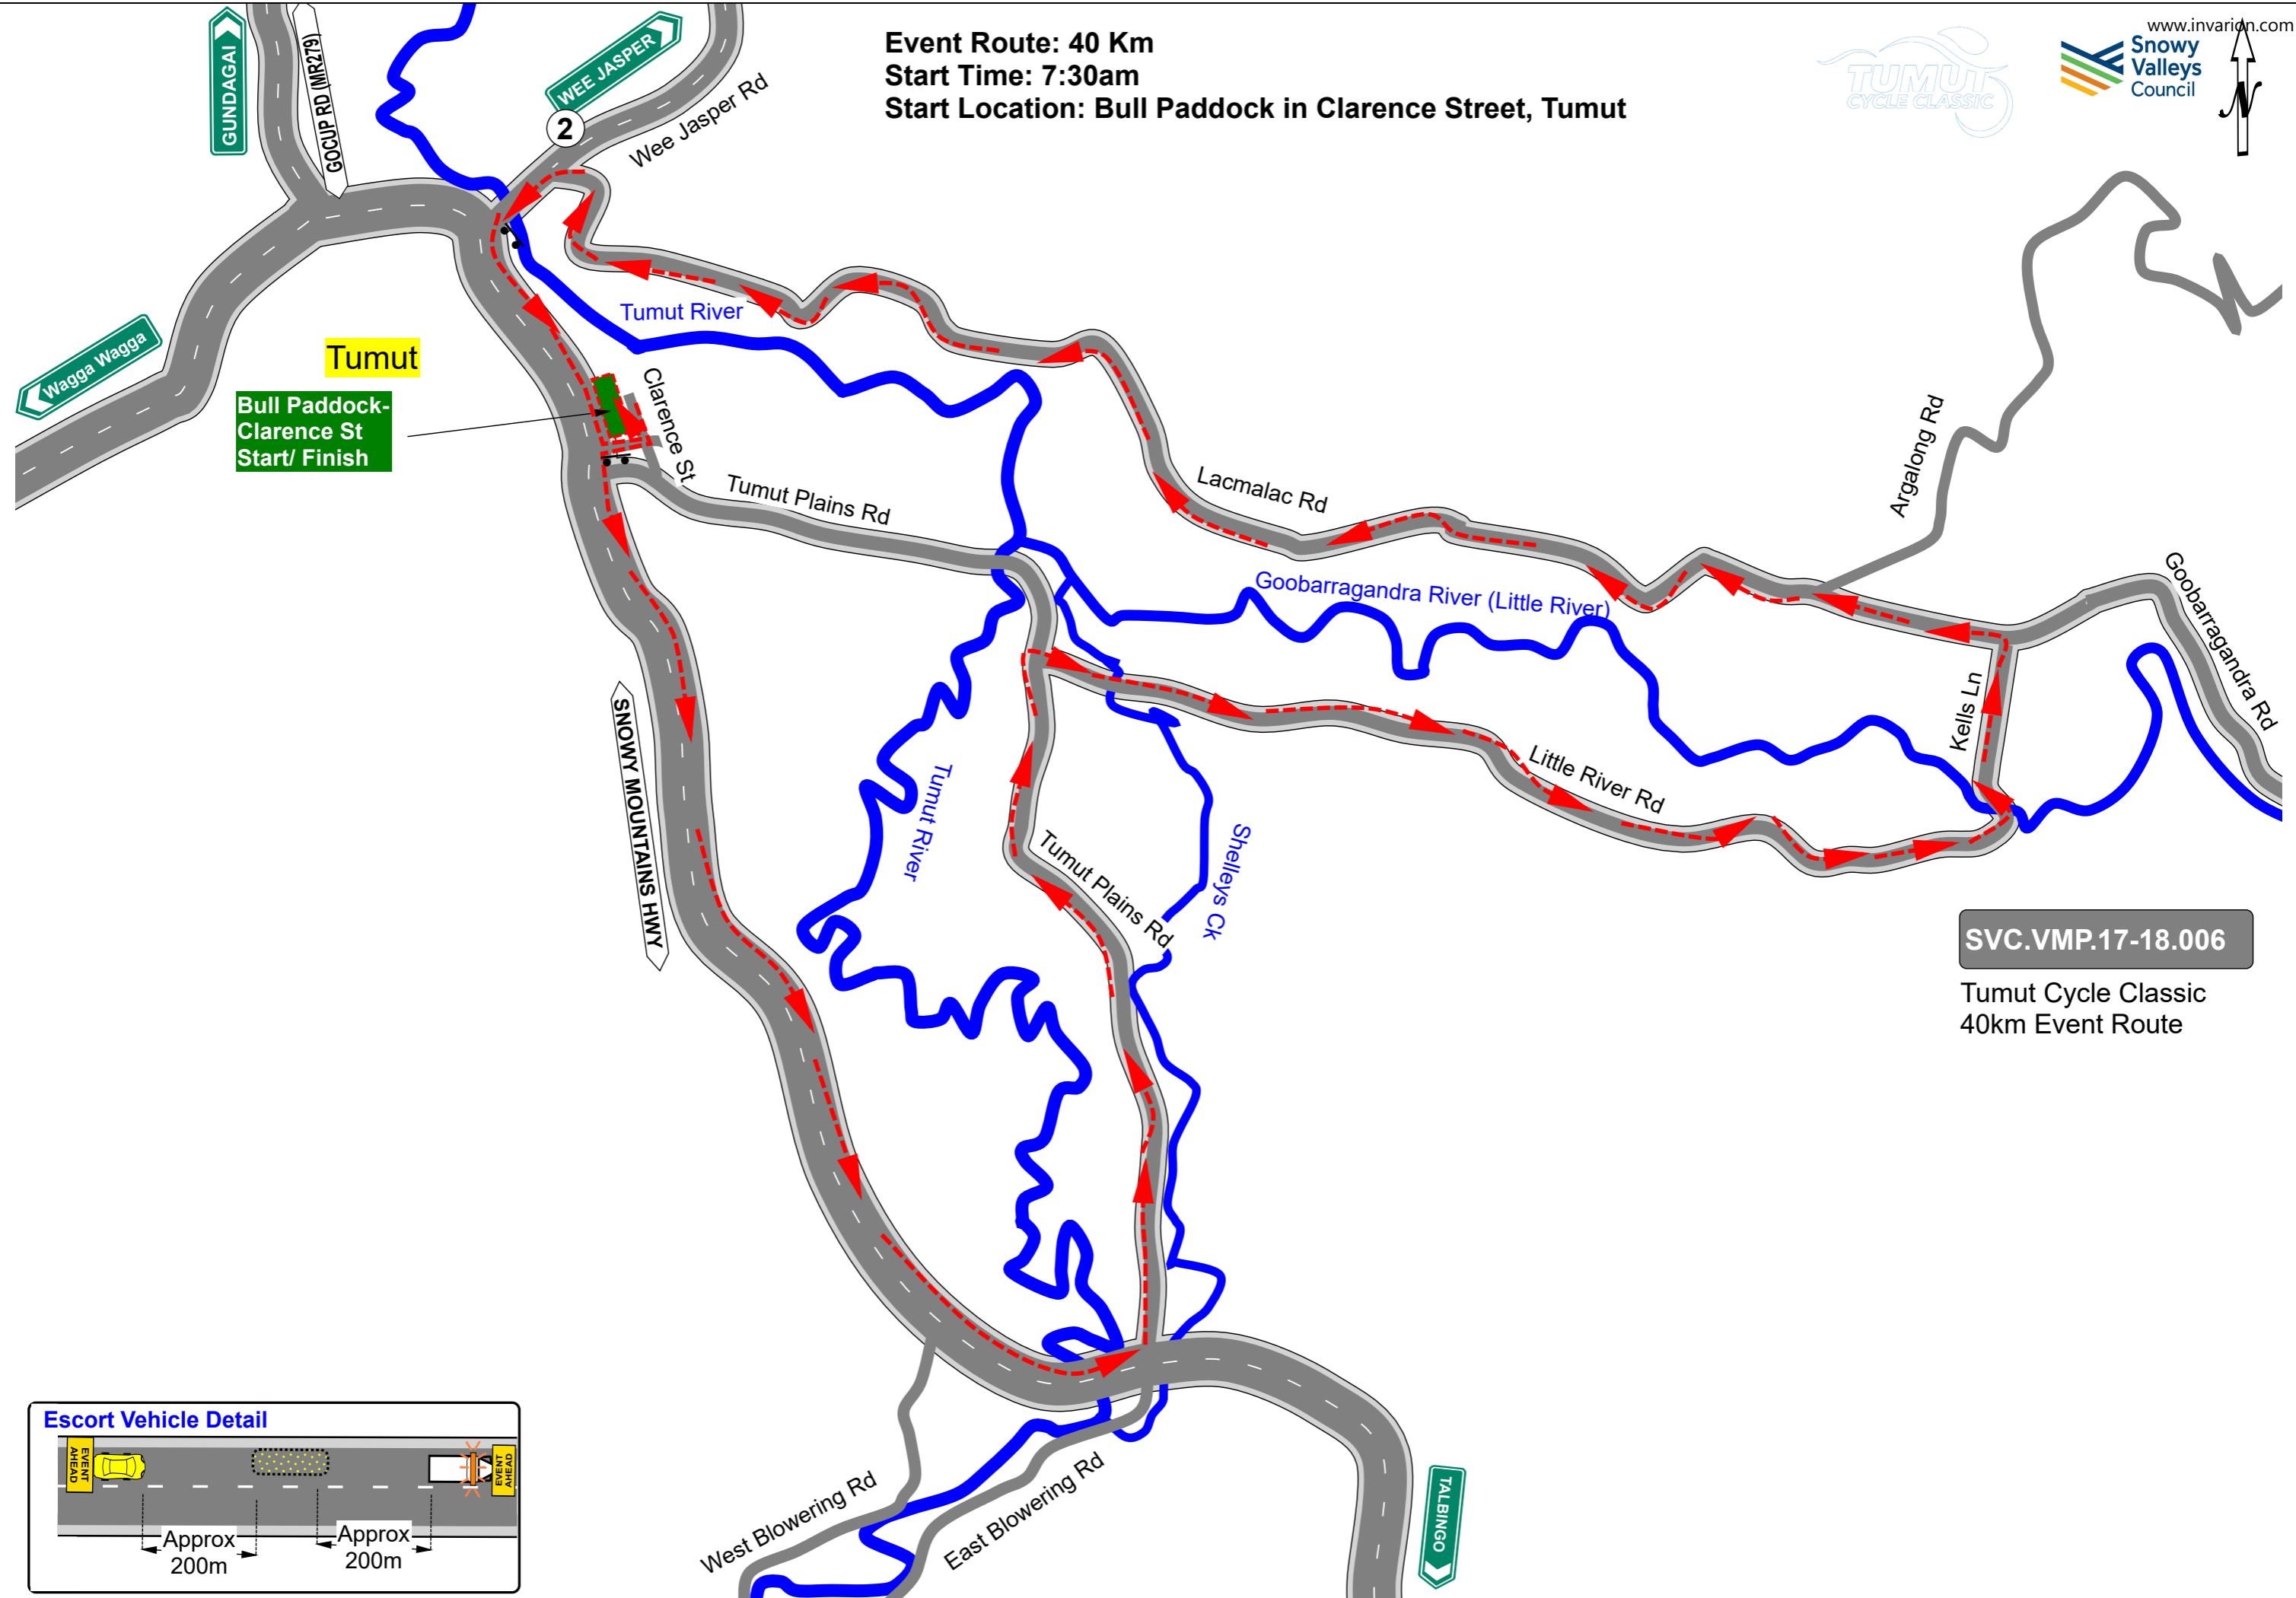 www.invarion.com
Event Route: 40 Km
Start Time: 7:30am
Start Location: Bull Paddock in Clarence Street, Tumut
TUMUT
CYCLE CLASSIC
Snowy
Valleys
Council
N
GUNDAGAI
GOCUP RD (MR279)
WEE JASPER
2
Wee Jasper Rd
Wagga Wagga
Tumut
Bull Paddock-
Clarence St
Start/ Finish
Clarence St
Tumut River
Tumut Plains Rd
Lacmalac Rd
Argalong Rd
Goobarragandra River (Little River)
Goobarragandra Rd
Kells Ln
Little River Rd
SNOWY MOUNTAINS HWY
Tumut River
Tumut Plains Rd
Shelleys Ck
SVC.VMP.17-18.006
Tumut Cycle Classic
40km Event Route
West Blowering Rd
East Blowering Rd
TALBINGO
Escort Vehicle Detail
EVENT
AHEAD
EVENT
AHEAD
Approx
200m
Approx
200m